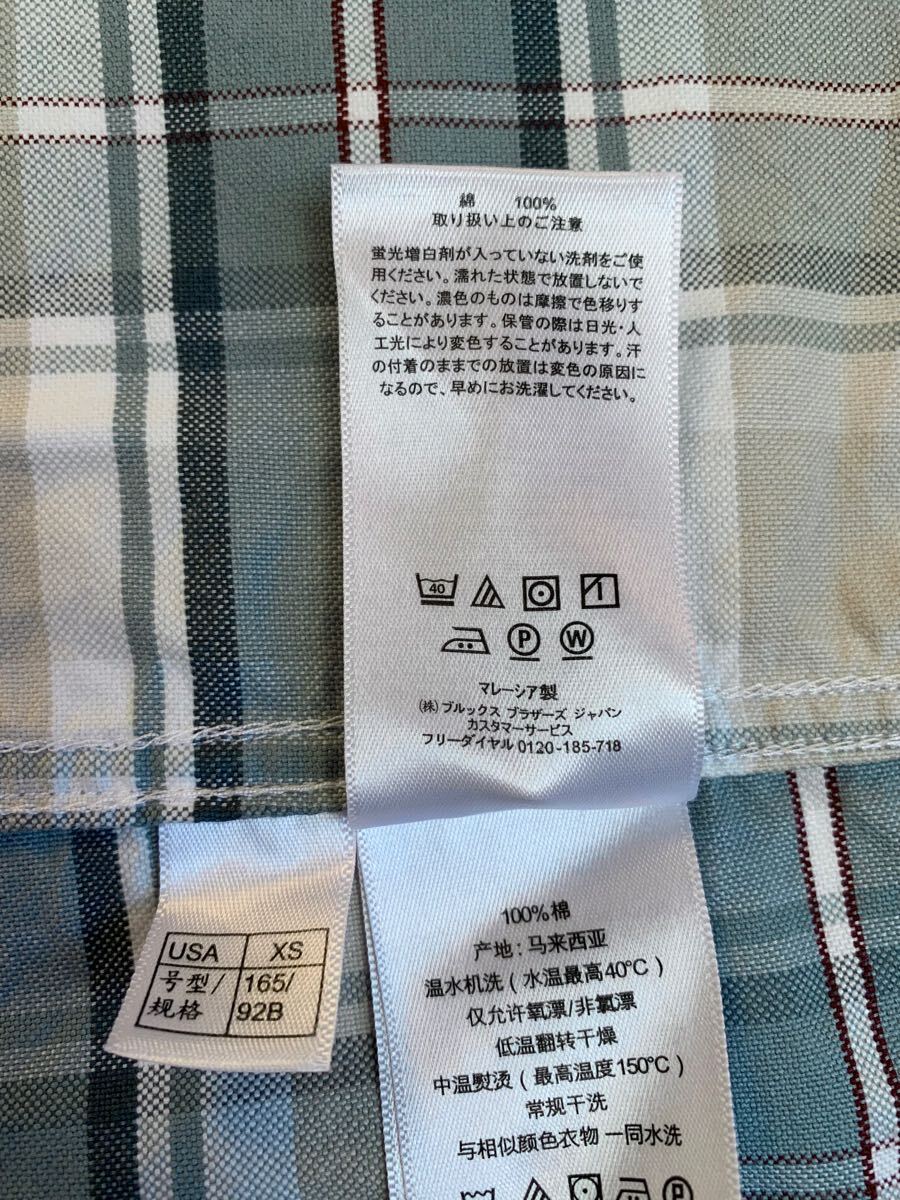 綿 100%
取り扱い上のご注意
蛍光増白剤が入っていない洗剤をご使
用ください。濡れた状態で放置しないで
ください。濃色のものは摩擦で色移りす
ることがあります。保管の際は日光・人
工光により変色することがあります。汗
の付着のままでの放置は変色の原因に
なるので、早めにお洗濯してください。
40
P W
マレーシア製
(株) ブルックス ブラザーズ ジャパン
カスタマーサービス
フリーダイヤル 0120-185-718
USA XS
号型/ 165/
规格 92B
100%棉
产地: 马来西亚
温水机洗 (水温最高40°C)
仅允许氧漂/非氯漂
低温翻转干燥
中温熨烫 (最高温度150°C)
常规干洗
与相似颜色衣物 一同水洗